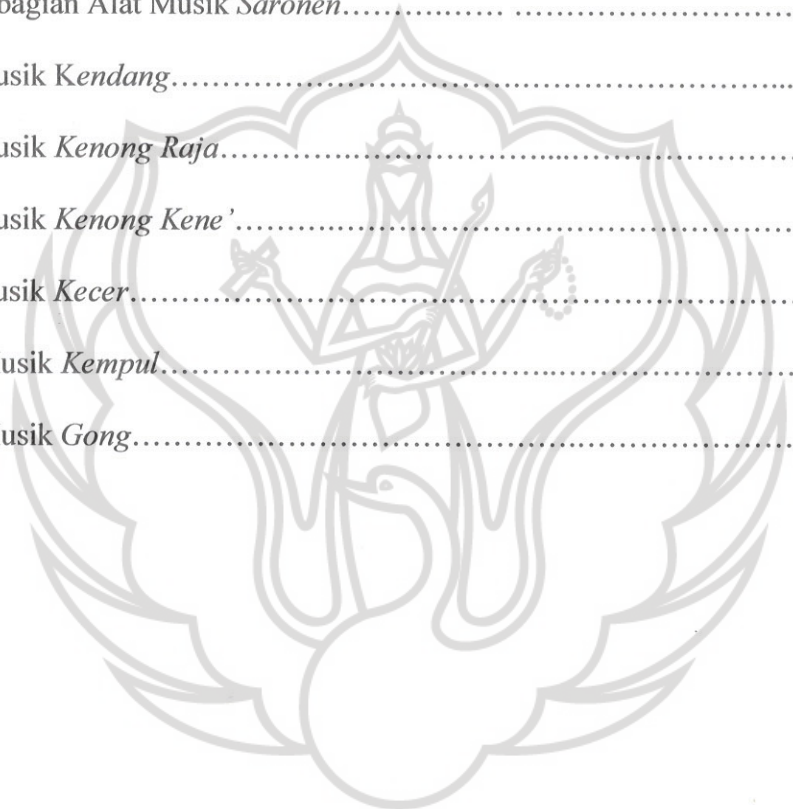 bagian Alat Musik Saronen…………… ………………………….
usik Kendang……………………………………………………...
usik Kenong Raja…………………………....…………………….
usik Kenong Kene’……………………………………………….
usik Kecer………………………………………………………….
usik Kempul…………………………………..…………………….
usik Gong………………………………………………………….